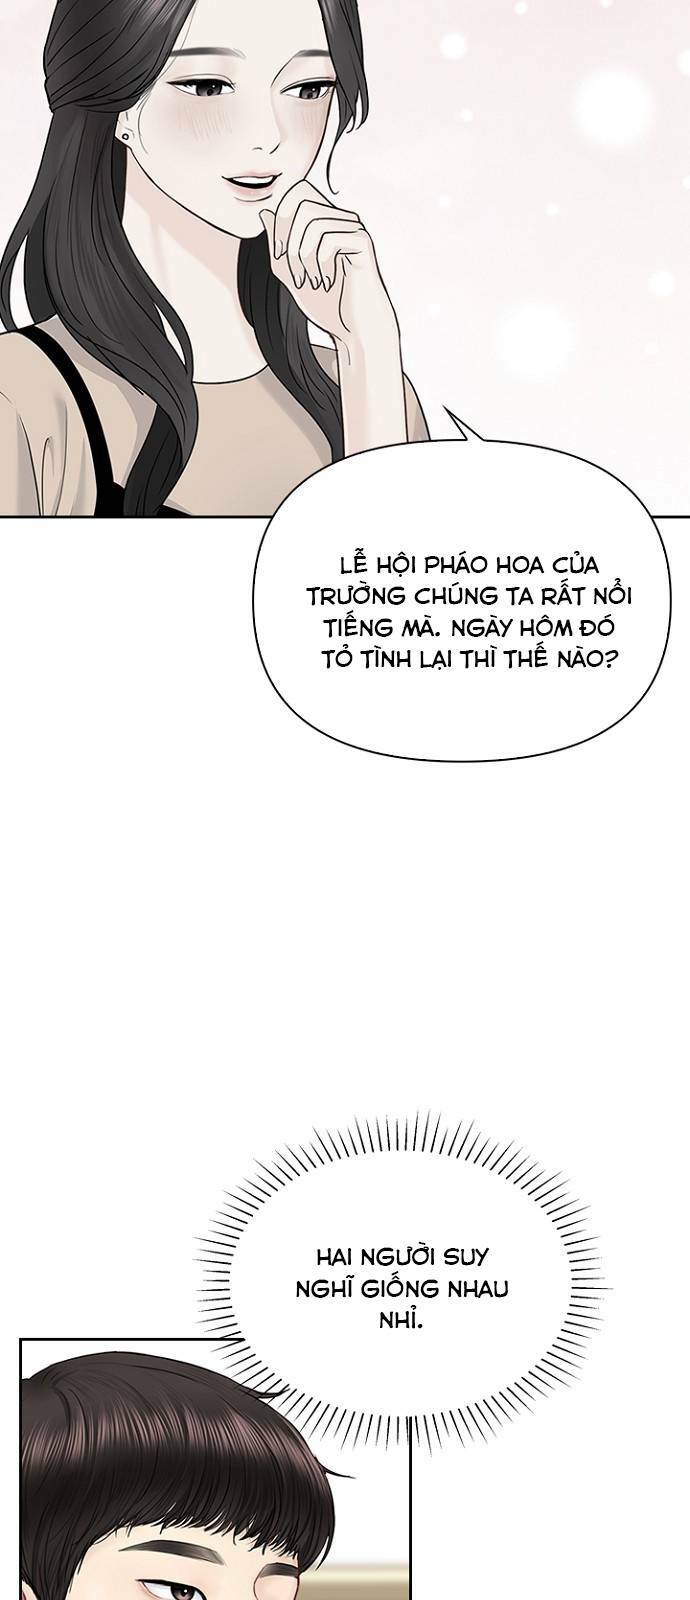 LỄ HỘI PHÁO HOA CỦA
TRƯỜNG CHÚNG TA RẤT NỔI
TIẾNG MÀ. NGÀY HÔM ĐÓ
TỎ TÌNH LẠI THÌ THẾ NÀO?
HAI NGƯỜI SUY
NGHĨ GIỐNG NHAU
NHỈ.